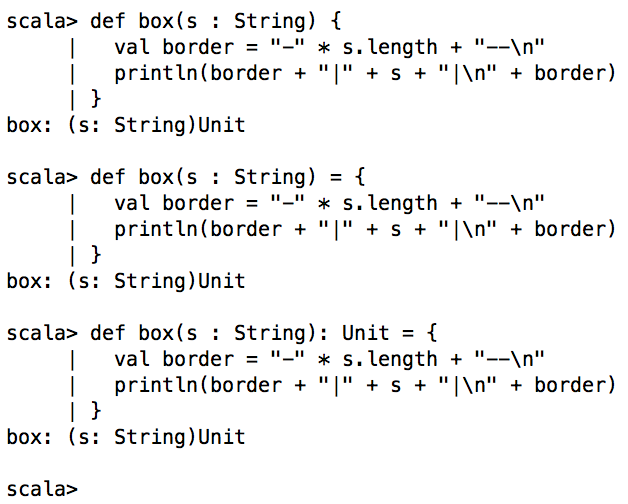 scala> def box(s : String) {
     |   val border = "-" * s.length + "--\n"
     |   println(border + "|" + s + "|\n" + border)
     | }
box: (s: String)Unit

scala> def box(s : String) = {
     |   val border = "-" * s.length + "--\n"
     |   println(border + "|" + s + "|\n" + border)
     | }
box: (s: String)Unit

scala> def box(s : String): Unit = {
     |   val border = "-" * s.length + "--\n"
     |   println(border + "|" + s + "|\n" + border)
     | }
box: (s: String)Unit

scala>